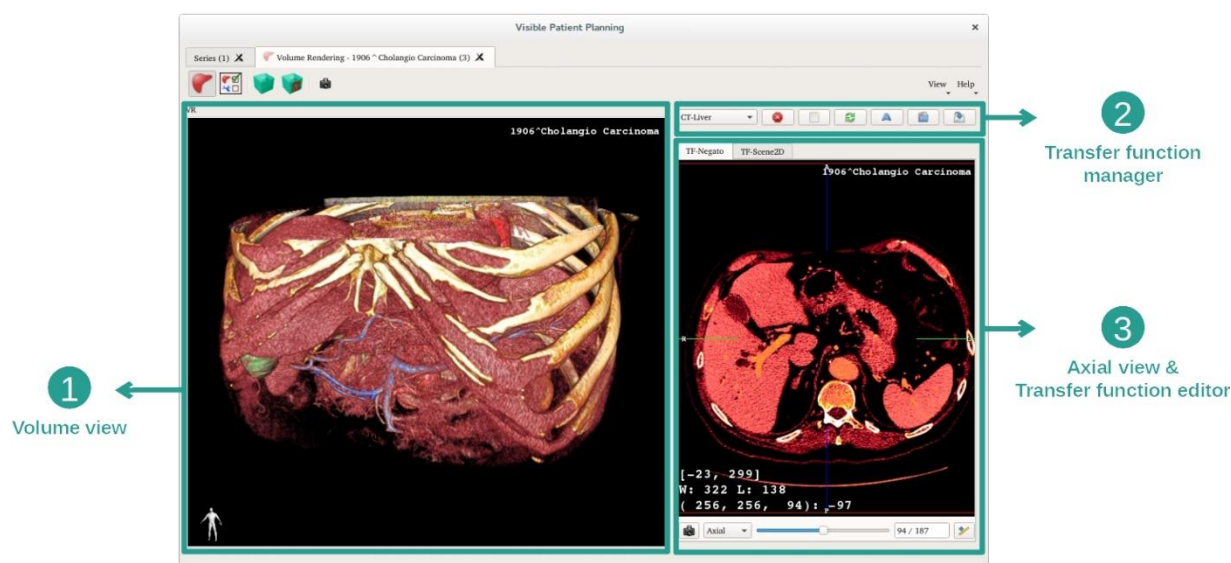 Visible Patient Planning
Series (1)
Volume Rendering - 1906 ^ Cholangio Carcinoma (3)
View Help
VR
1906^Cholangio Carcinoma
CT-Liver
TF-Negato TF-Scene2D
1906^Cholangio Carcinoma
[-23, 299]
W: 322 L: 138
( 256, 256, 94): -97
Axial
94 / 187
1
Volume view
2
Transfer function
manager
3
Axial view &
Transfer function editor